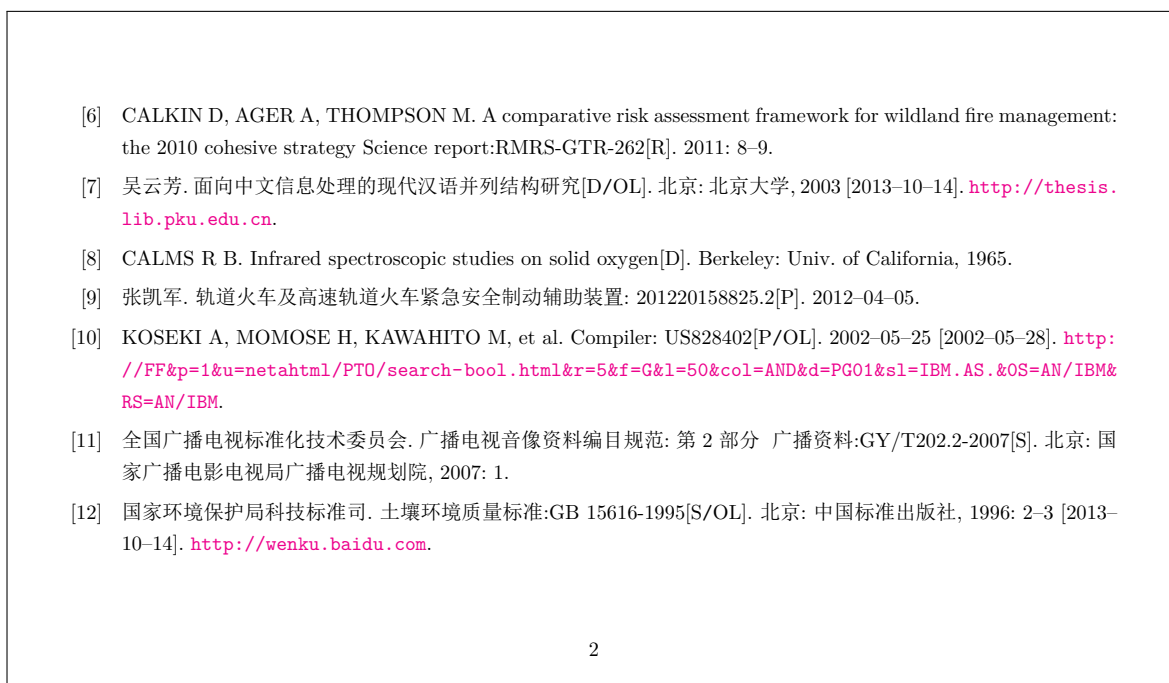 [6] CALKIN D, AGER A, THOMPSON M. A comparative risk assessment framework for wildland fire management:
the 2010 cohesive strategy Science report:RMRS-GTR-262[R]. 2011: 8–9.
[7] 吴云芳. 面向中文信息处理的现代汉语并列结构研究[D/OL]. 北京: 北京大学, 2003 [2013–10–14]. http://thesis.
lib.pku.edu.cn.
[8] CALMS R B. Infrared spectroscopic studies on solid oxygen[D]. Berkeley: Univ. of California, 1965.
[9] 张凯军. 轨道火车及高速轨道火车紧急安全制动辅助装置: 201220158825.2[P]. 2012–04–05.
[10] KOSEKI A, MOMOSE H, KAWAHITO M, et al. Compiler: US828402[P/OL]. 2002–05–25 [2002–05–28]. http:
//FF&p=1&u=netahtml/PTO/search-bool.html&r=5&f=G&l=50&col=AND&d=PG01&sl=IBM.AS.&OS=AN/IBM&
RS=AN/IBM.
[11] 全国广播电视标准化技术委员会. 广播电视音像资料编目规范: 第 2 部分 广播资料:GY/T202.2-2007[S]. 北京: 国
家广播电影电视局广播电视规划院, 2007: 1.
[12] 国家环境保护局科技标准司. 土壤环境质量标准:GB 15616-1995[S/OL]. 北京: 中国标准出版社, 1996: 2–3 [2013–
10–14]. http://wenku.baidu.com.
2